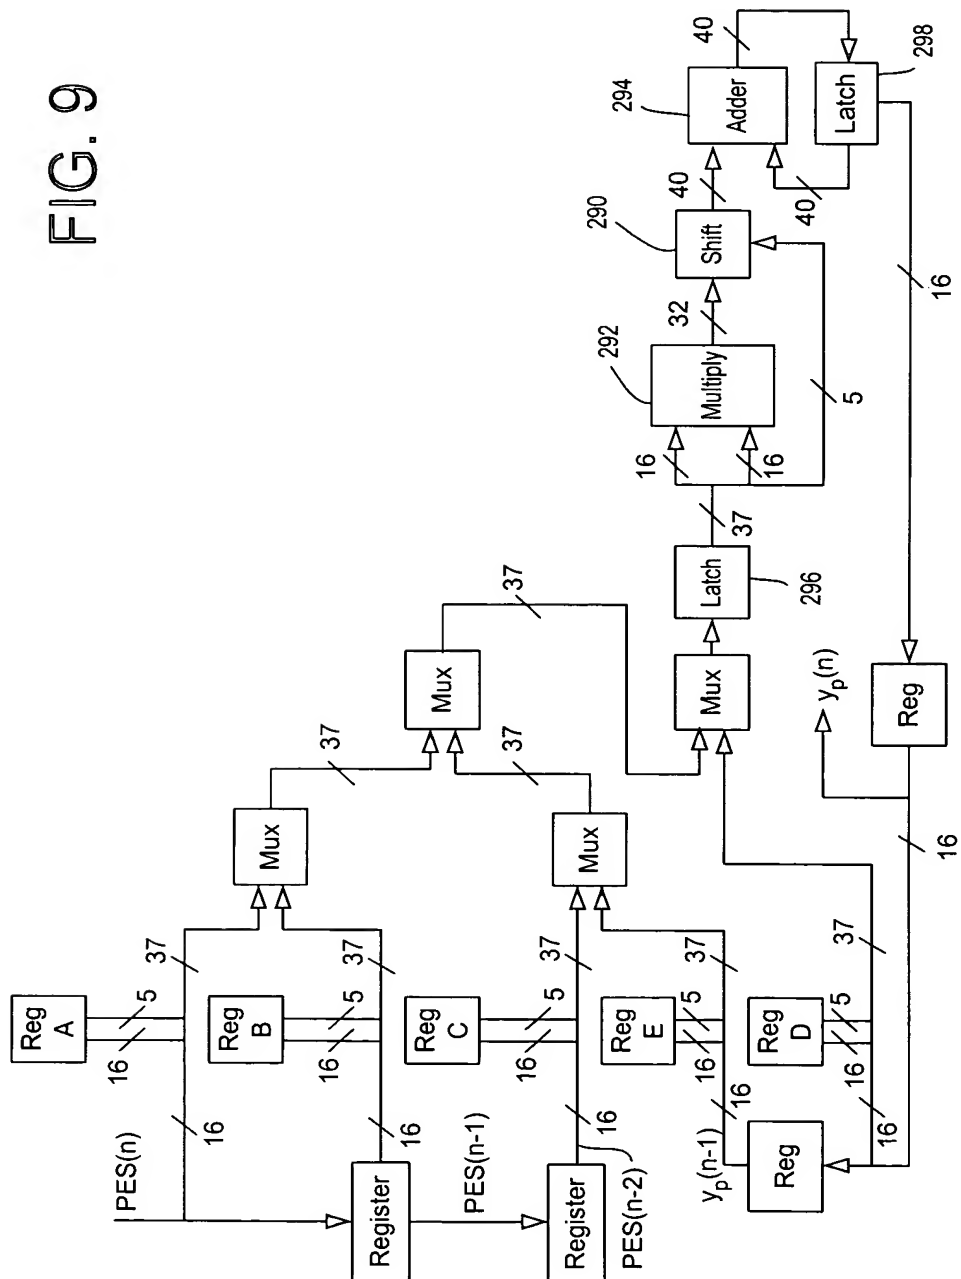 FIG. 9
PES(n)
16
Reg
A
16
5
37
Register
16
Reg
B
16
5
37
Mux
37
PES(n-1)
Register
PES(n-2)
16
Reg
C
16
5
37
Mux
37
Mux
37
yp(n-1)
Reg
16
Reg
E
16
5
37
16
Reg
D
16
5
37
Mux
Latch
296
37
16
16
5
Multiply
292
32
Shift
290
40
Adder
294
40
40
Latch
298
16
Reg
yp(n)
16